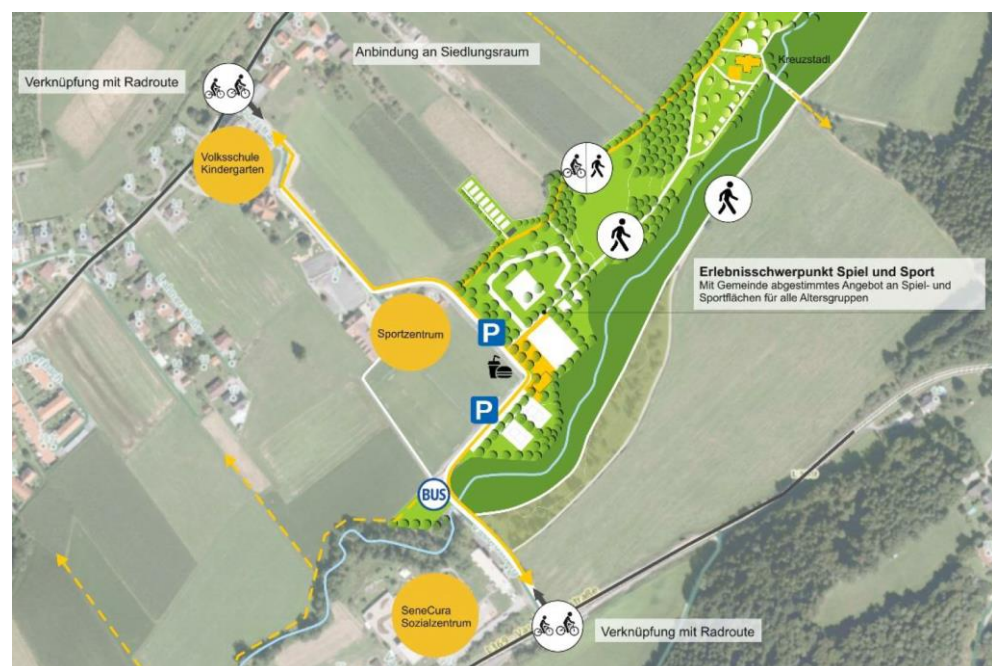 Anbindung an Siedlungsraum
Kreuzstadl
Verknüpfung mit Radroute
Volksschule
Kindergarten
Erlebnisschwerpunkt Spiel und Sport
Mit Gemeinde abgestimmtes Angebot an Spiel- und
Sportflächen für alle Altersgruppen
Sportzentrum
P
P
BUS
SeneCura
Sozialzentrum
Verknüpfung mit Radroute